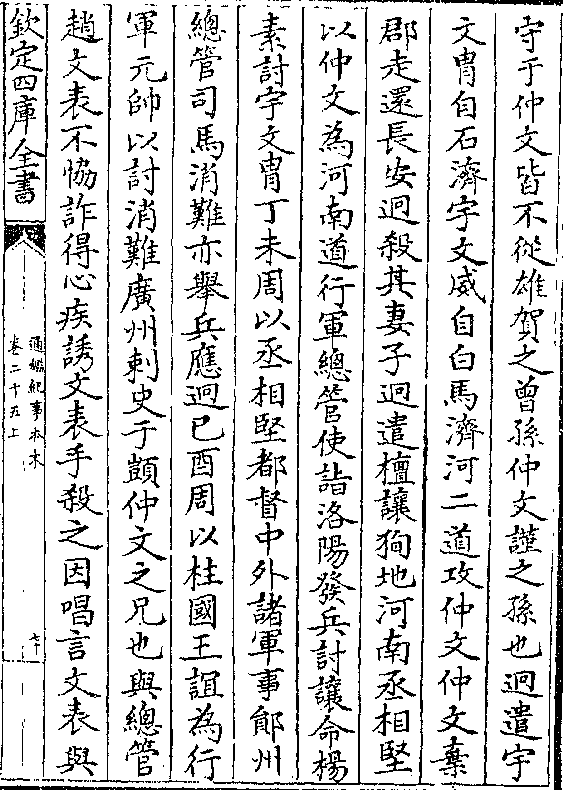 守于仲文皆不從雄賀之曾孫仲文謹之孫也迥遣宇
文胄自石濟宇文威自白馬濟河二道攻仲文仲文棄
郡走還長安迥殺其妻子迥遣檀讓狥地河南丞相堅
以仲文為河南道行軍總管使詣洛陽發兵討讓命楊
素討宇文胄丁未周以丞相堅都督中外諸軍事鄖州
總管司馬消難亦舉兵應迥已酉周以柱國王誼為行
軍元帥以討消難廣州刺史于顗仲文之兄也與總管
趙文表不恊詐得心疾誘文表手殺之因唱言文表與
欽定四庫全書
通鑑紀事本末
卷二十五上
七十